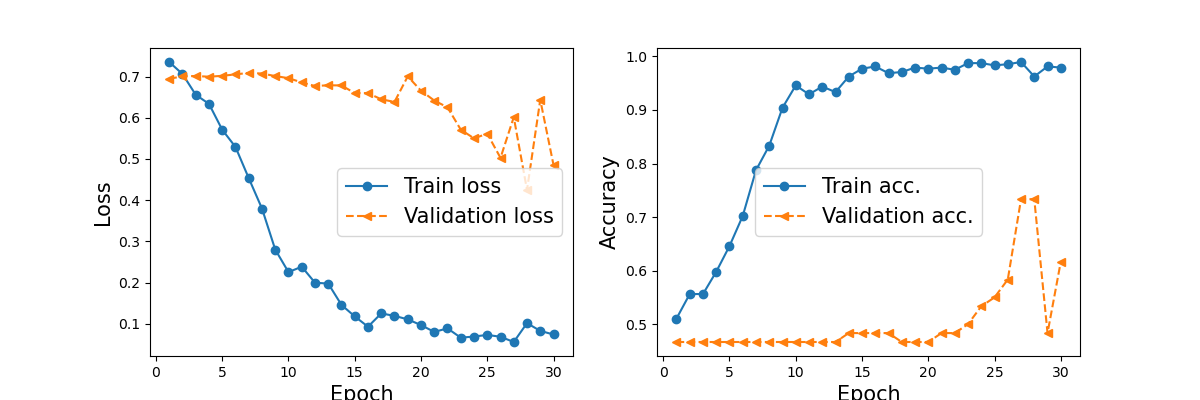 Loss
0.7
0.6
0.5
0.4
0.3
0.2
0.1
Train loss
Validation loss
0 5 10 15 20 25 30
Epoch
Accuracy
1.0
0.9
0.8
0.7
0.6
0.5
Train acc.
Validation acc.
0 5 10 15 20 25 30
Epoch